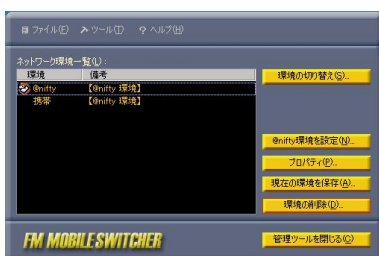 ファイル(F) ツール(T) ヘルプ(H)
ネットワーク環境一覧(L):
環境 備考
@nifty 【@nifty 環境】
携帯 【@nifty 環境】
環境の切り替え(S)...
@nifty環境を設定(N)...
プロパティ(P)...
現在の環境を保存(A)...
環境の削除(D)...
FM MOBILE SWITCHER
管理ツールを閉じる(C)